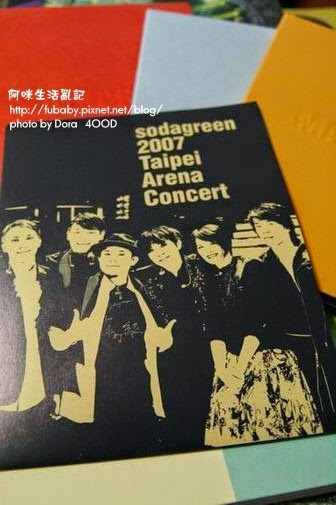 阿咪生活亂記
http://fubaby.pixnet.net/blog/
photo by Dora 400D
sodagreen
2007
Taipei
Arena
Concert